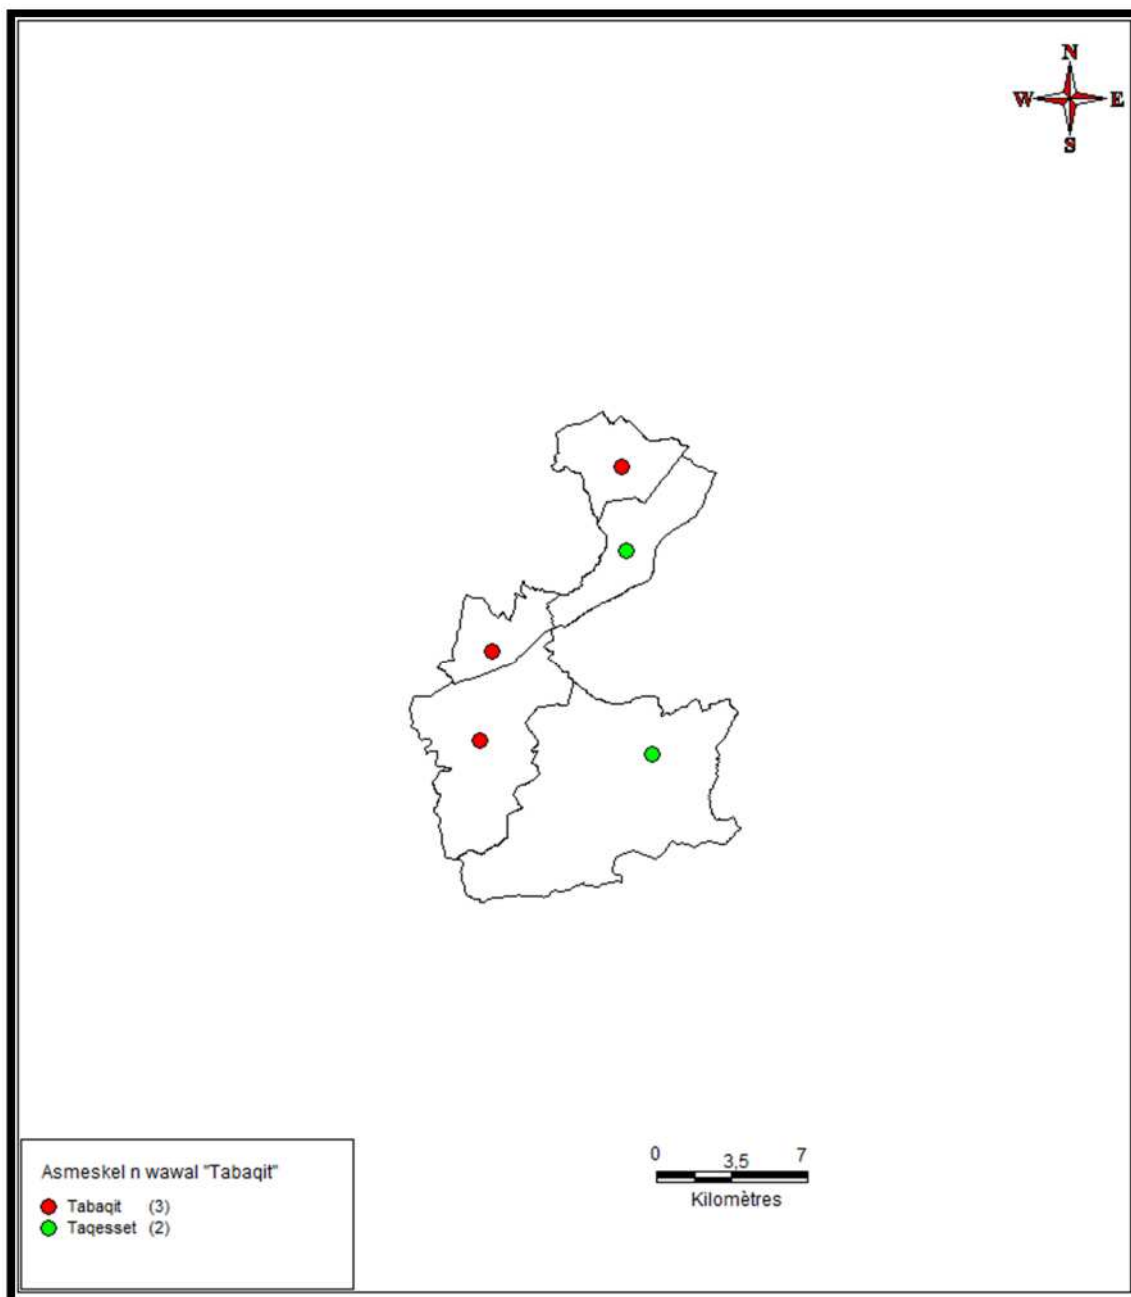 N
W E
S
Asmeskel n wawal "Tabaqit"
Tabaqit (3)
Taqesset (2)
0 3,5 7
Kilomètres